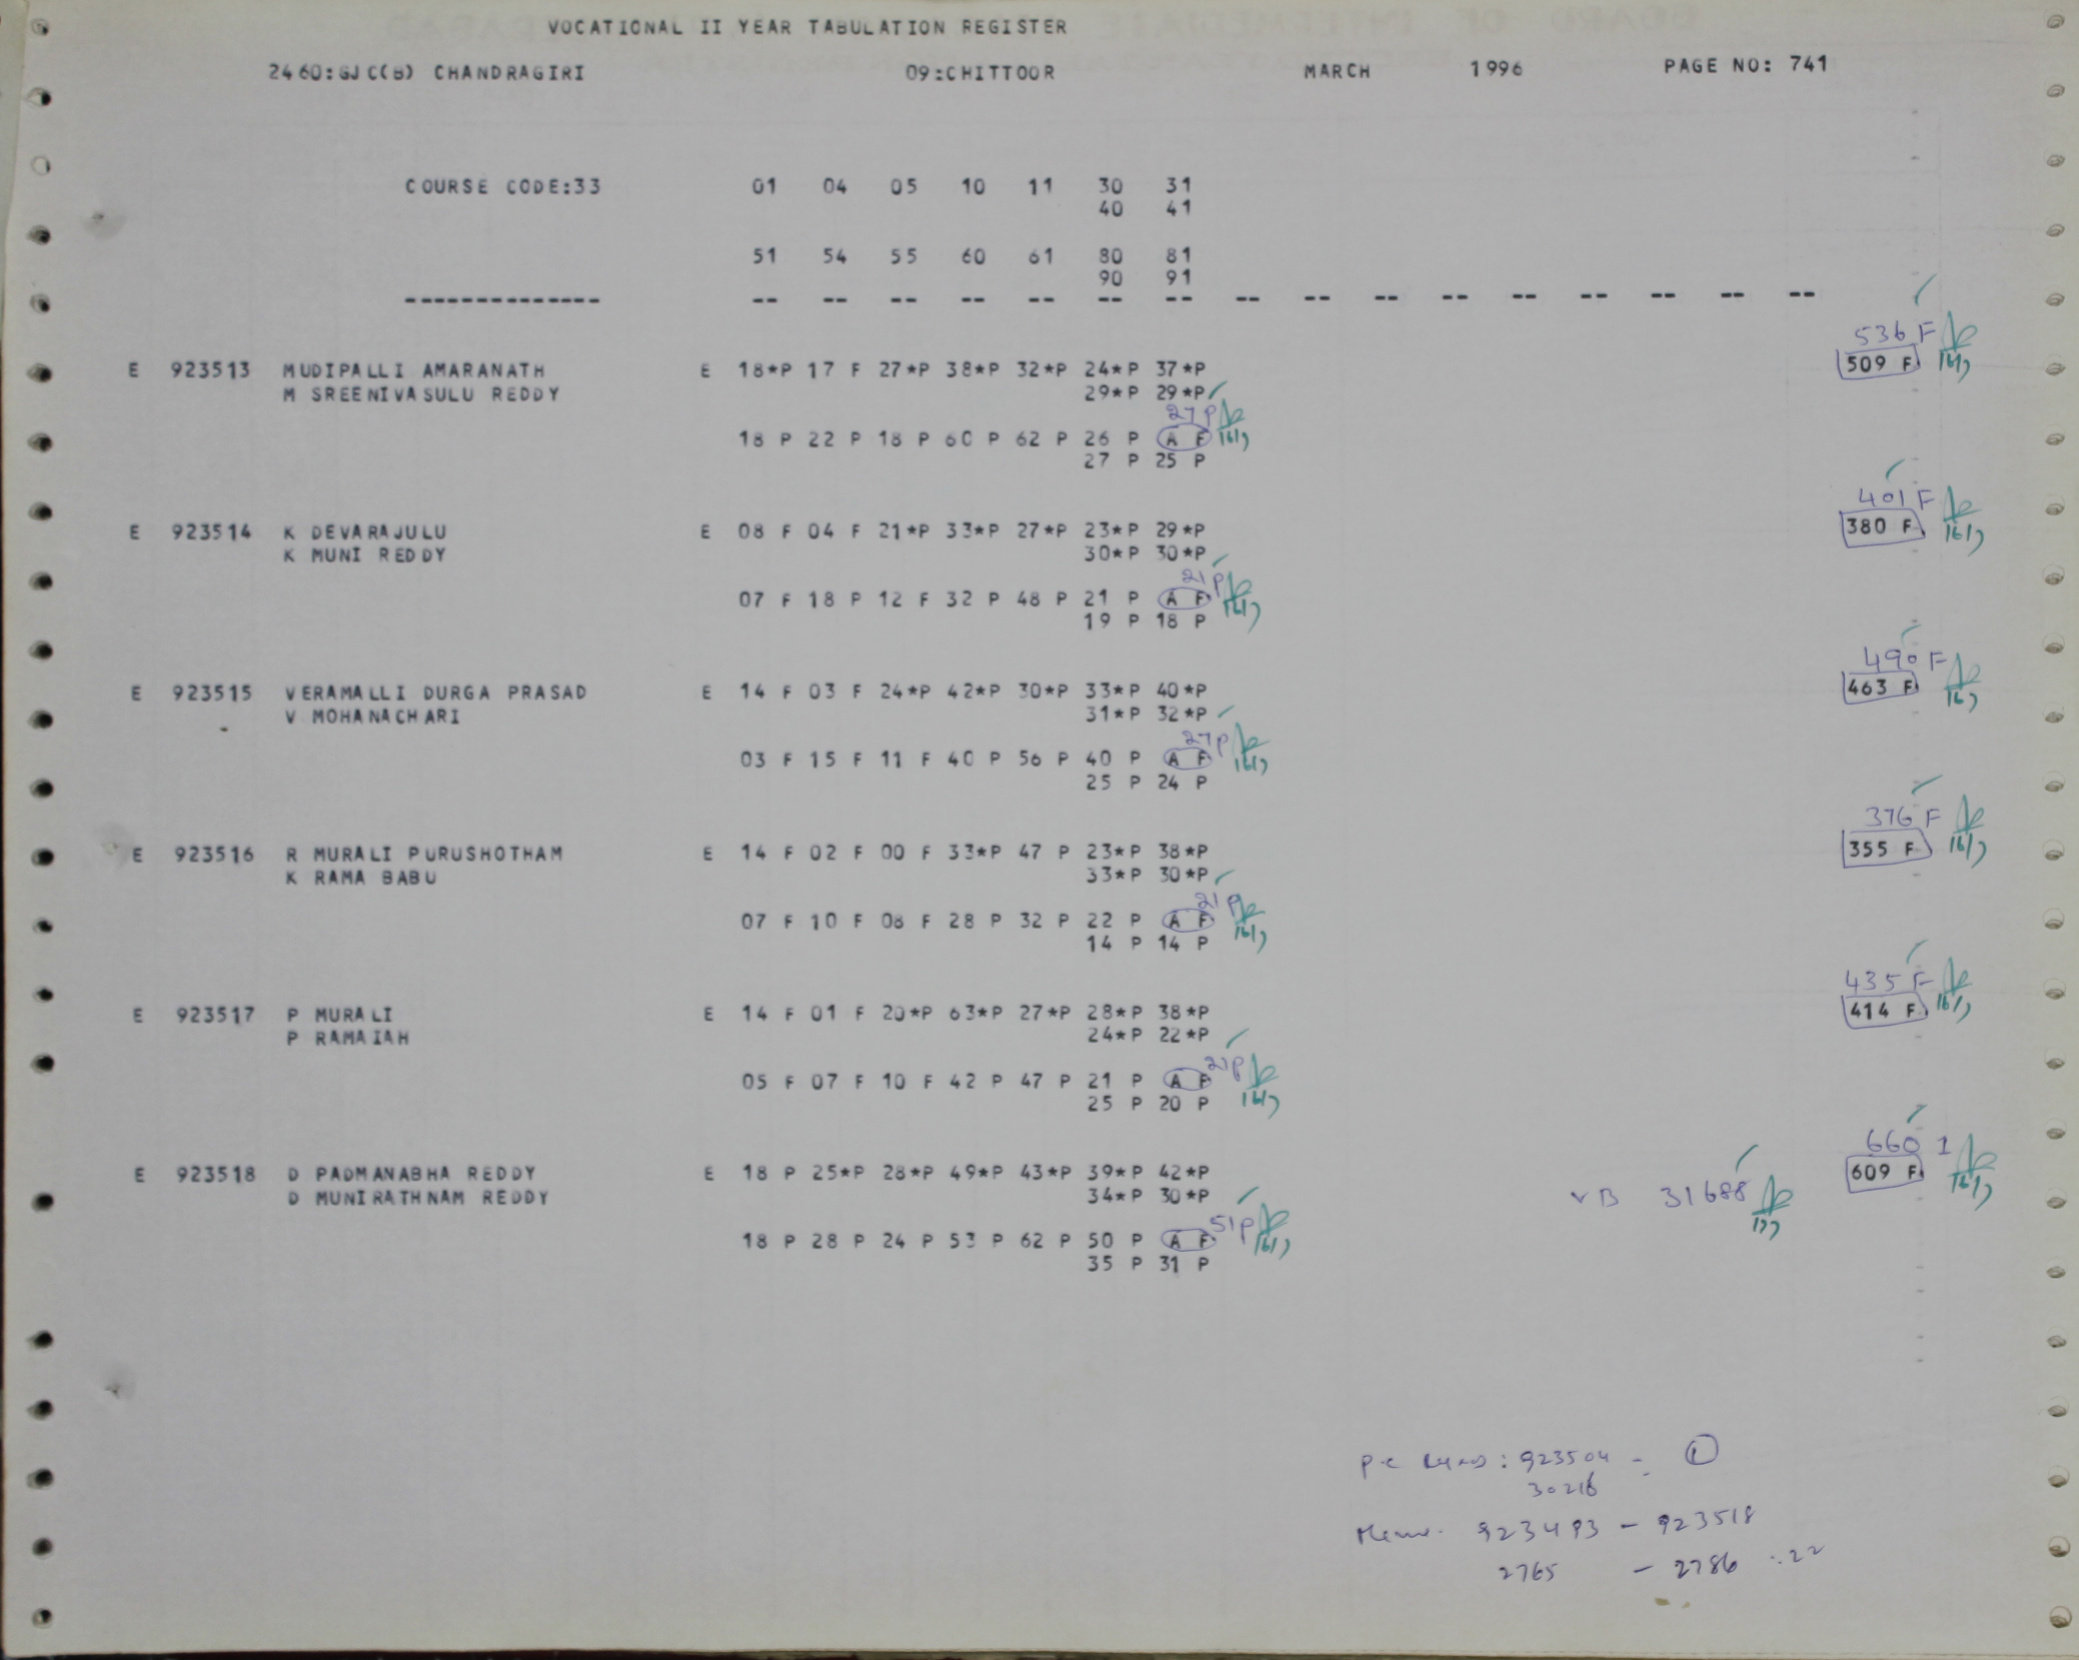 VOCATIONAL II YEAR TABULATION REGISTER
2460:GJC(B) CHANDRAGIRI 09:CHITTOOR MARCH 1996 PAGE NO: 741
COURSE CODE:33 01 04 05 10 11 30 31
40 41
51 54 55 60 61 80 81
90 91
-------------- -- -- -- -- -- -- -- -- -- -- -- -- -- -- -- --
536 F
E 923513 MUDIPALLI AMARANATH E 18*P 17 F 27*P 38*P 32*P 24*P 37*P 509 F
M SREENIVASULU REDDY 29*P 29*P
27 P
18 P 22 P 18 P 60 P 62 P 26 P A F
27 P 25 P
401 F
E 923514 K DEVARAJULU E 08 F 04 F 21*P 33*P 27*P 23*P 29*P 380 F
K MUNI REDDY 30*P 30*P
21 P
07 F 18 P 12 F 32 P 48 P 21 P A F
19 P 18 P
490 F
E 923515 VERAMALLI DURGA PRASAD E 14 F 03 F 24*P 42*P 30*P 33*P 40*P 463 F
V MOHANACHARI 31*P 32*P
27 P
03 F 15 F 11 F 40 P 56 P 40 P A F
25 P 24 P
376 F
E 923516 R MURALI PURUSHOTHAM E 14 F 02 F 00 F 33*P 47 P 23*P 38*P 355 F
K RAMA BABU 33*P 30*P
21 P
07 F 10 F 08 F 28 P 32 P 22 P A F
14 P 14 P
435 F
E 923517 P MURALI E 14 F 01 F 20*P 63*P 27*P 28*P 38*P 414 F
P RAMAIAH 24*P 22*P
21 P
05 F 07 F 10 F 42 P 47 P 21 P A F
25 P 20 P
660 1
E 923518 D PADMANABHA REDDY E 18 P 25*P 28*P 49*P 43*P 39*P 42*P 609 F
D MUNIRATHNAM REDDY 34*P 30*P VB 31688
51 P
18 P 28 P 24 P 53 P 62 P 50 P A F
35 P 31 P
: 923504 - 1
30216
923493 - 923518
2765 - 2786 :22